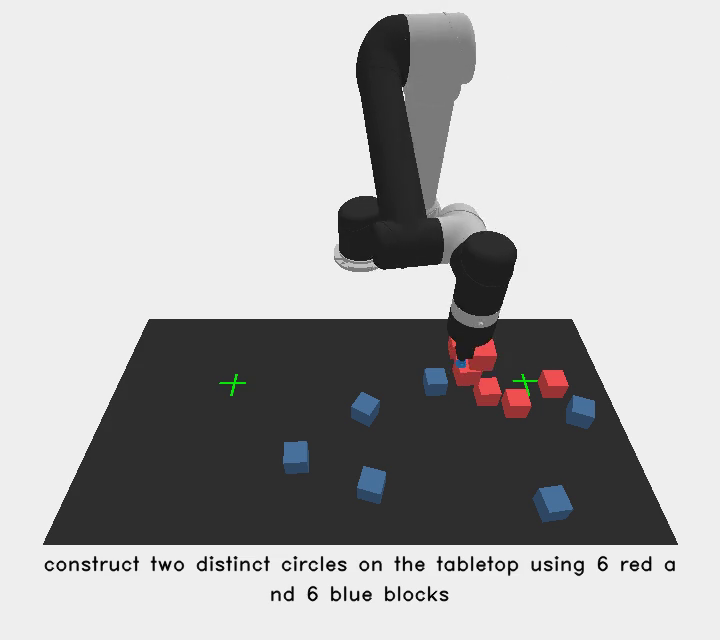 construct two distinct circles on the tabletop using 6 red a
nd 6 blue blocks